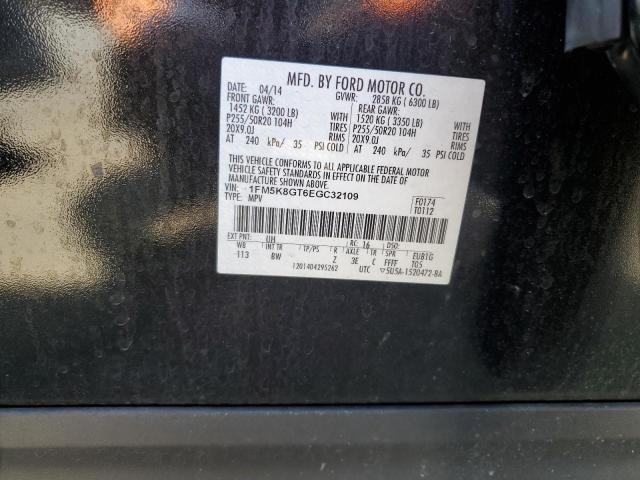 MFD. BY FORD MOTOR CO.
DATE: 04/14 GVWR: 2858 KG ( 6300 LB)
FRONT GAWR: REAR GAWR:
1452 KG ( 3200 LB) 1520 KG ( 3350 LB)
P255/50R20 104H TIRES P255/50R20 104H TIRES
20X9.0J RIMS 20X9.0J RIMS
AT 240 kPa/ 35 PSI COLD AT 240 kPa/ 35 PSI COLD
THIS VEHICLE CONFORMS TO ALL APPLICABLE FEDERAL MOTOR
VEHICLE SAFETY STANDARDS IN EFFECT ON THE DATE OF
MANUFACTURE SHOWN ABOVE.
VIN: 1FM5K8GT6EGC32109 F0174
TYPE: MPV T0112
EXT PNT: UH RC: 16 DSO:
WB INT TR TP/PS R AXLE TR SPR EU81G
113 BW Z 3E C FFFF T05
1201404295262 UTC ▽5U5A-1520472-BA